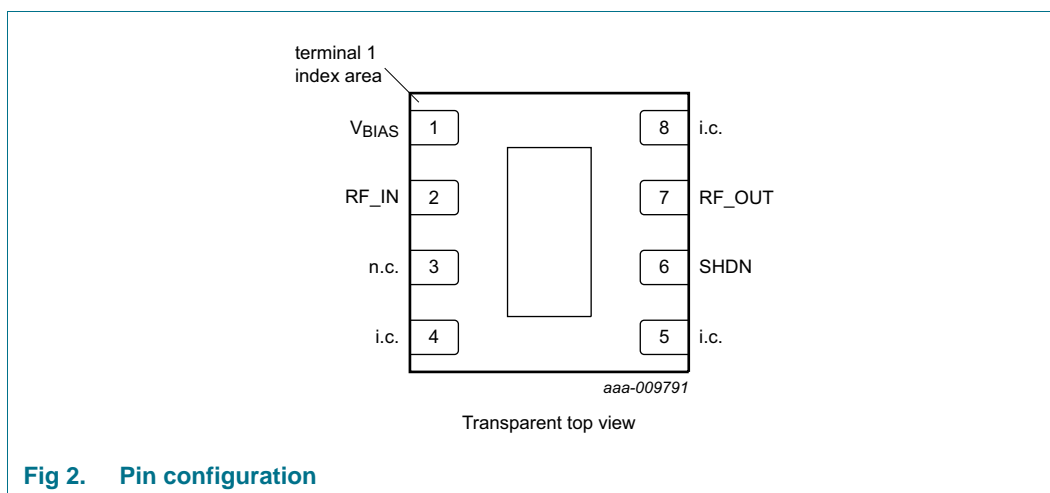 terminal 1
index area
VBIAS 1 8 i.c.
RF_IN 2 7 RF_OUT
n.c. 3 6 SHDN
i.c. 4 5 i.c.
aaa-009791
Transparent top view
Fig 2. Pin configuration